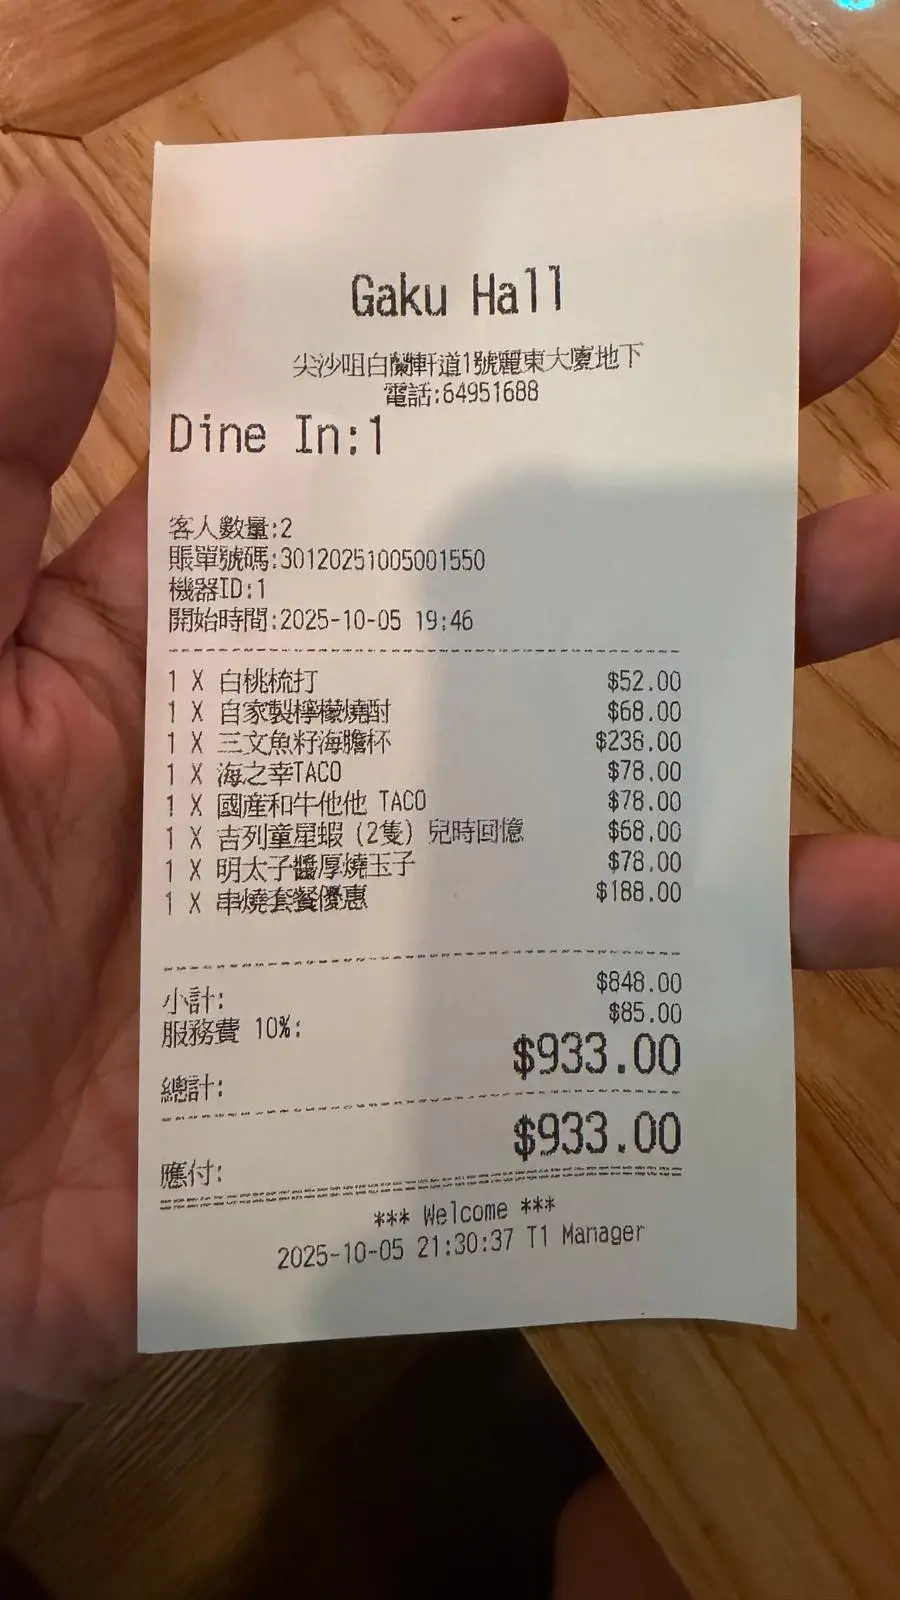 Gaku Hall
尖沙咀白蘭軒道1號麗東大廈地下
電話:64951688
Dine In:1
客人數量:2
賬單號碼:30120251005001550
機器ID:1
開始時間:2025-10-05 19:46
1 X 白桃梳打 $52.00
1 X 自家製檸檬燒酎 $68.00
1 X 三文魚籽海膽杯 $238.00
1 X 海之幸TACO $78.00
1 X 國產和牛他他 TACO $78.00
1 X 吉列童星蝦 (2隻) 兒時回憶 $68.00
1 X 明太子醬厚燒玉子 $78.00
1 X 串燒套餐優惠 $188.00
小計: $848.00
服務費 10%: $85.00
總計: $933.00
應付: $933.00
*** Welcome ***
2025-10-05 21:30:37 T1 Manager